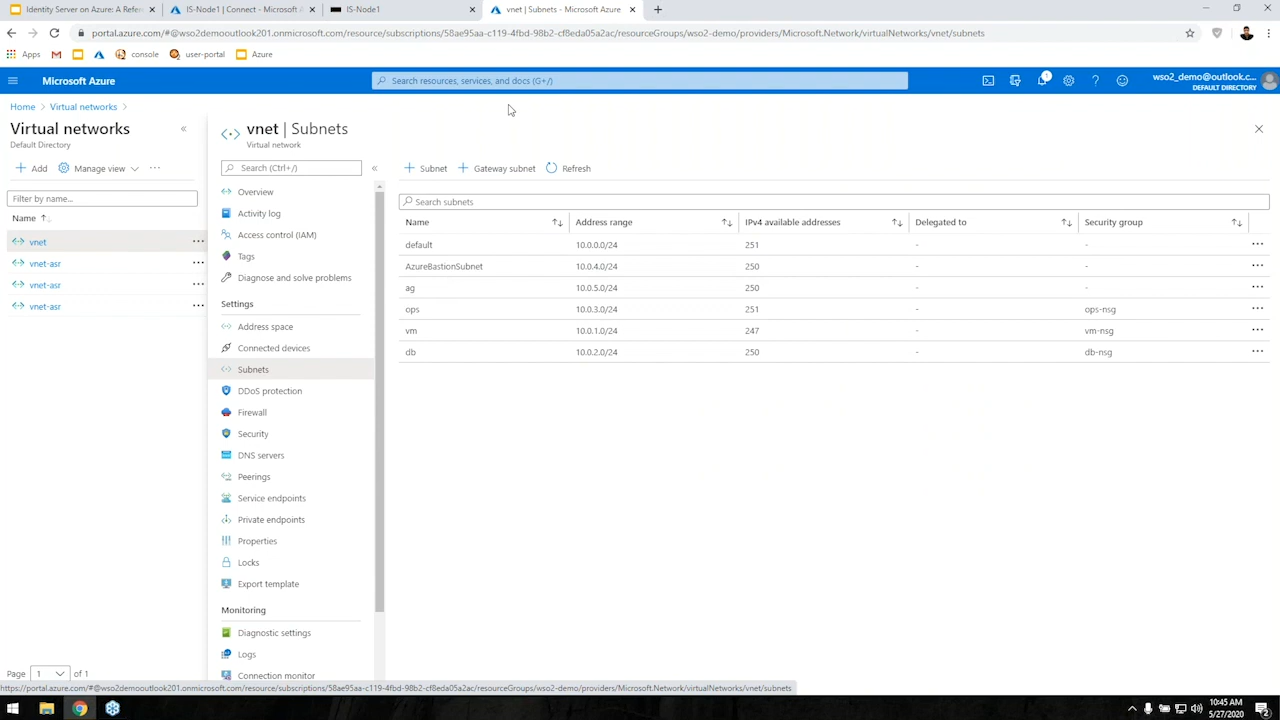 Identity Server on Azure: A Refer
IS-Node1 | Connect - Microsoft A
IS-Node1
vnet | Subnets - Microsoft Azure
portal.azure.com/#@wso2demooutlook201.onmicrosoft.com/resource/subscriptions/58ae95aa-c119-4fbd-98b2-cf8eda05a2ac/resourceGroups/wso2-demo/providers/Microsoft.Network/virtualNetworks/vnet/subnets
Apps
console
user-portal
Azure
Microsoft Azure
Search resources, services, and docs (G+/)
1
wso2_demo@outlook.c...
DEFAULT DIRECTORY
Home > Virtual networks >
Virtual networks
Default Directory
Add
Manage view
Filter by name...
Name
vnet
vnet-asr
vnet-asr
vnet-asr
Page 1 of 1
vnet | Subnets
Virtual network
Search (Ctrl+/)
Overview
Activity log
Access control (IAM)
Tags
Diagnose and solve problems
Settings
Address space
Connected devices
Subnets
DDoS protection
Firewall
Security
DNS servers
Peerings
Service endpoints
Private endpoints
Properties
Locks
Export template
Monitoring
Diagnostic settings
Logs
Connection monitor
+ Subnet + Gateway subnet Refresh
Search subnets
Name Address range IPv4 available addresses Delegated to Security group
default 10.0.0.0/24 251 - -
AzureBastionSubnet 10.0.4.0/24 250 - -
ag 10.0.5.0/24 250 - -
ops 10.0.3.0/24 251 - ops-nsg
vm 10.0.1.0/24 247 - vm-nsg
db 10.0.2.0/24 250 - db-nsg
https://portal.azure.com/#@wso2demooutlook201.onmicrosoft.com/resource/subscriptions/58ae95aa-c119-4fbd-98b2-cf8eda05a2ac/resourceGroups/wso2-demo/providers/Microsoft.Network/virtualNetworks/vnet/subnets
10:45 AM
5/27/2020
2